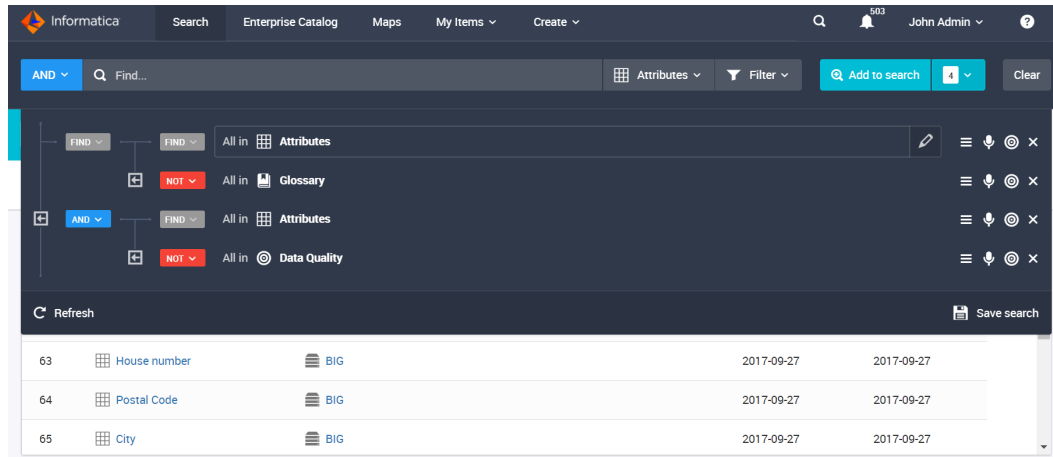 Informatica Search Enterprise Catalog Maps My Items Create 503 John Admin ?
AND Find... Attributes Filter Add to search 4 Clear
FIND FIND All in Attributes
NOT All in Glossary
AND FIND All in Attributes
NOT All in Data Quality
Refresh Save search
63 House number BIG 2017-09-27 2017-09-27
64 Postal Code BIG 2017-09-27 2017-09-27
65 City BIG 2017-09-27 2017-09-27